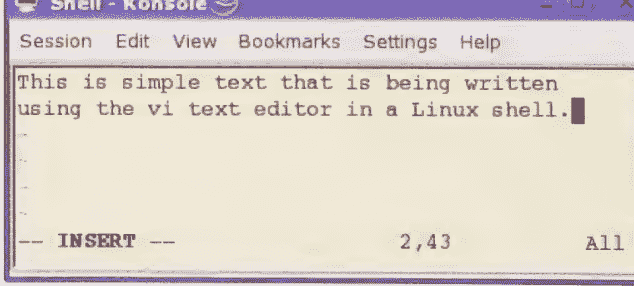 Shell - Konsole
Session Edit View Bookmarks Settings Help
This is simple text that is being written
using the vi text editor in a Linux shell.
-- INSERT -- 2,43 All